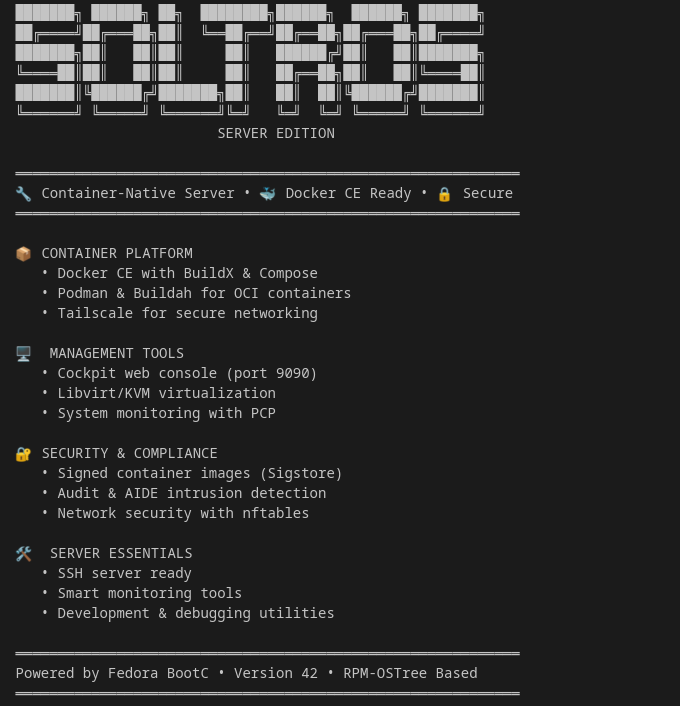 SOLTROS
SERVER EDITION
🔧 Container-Native Server • 🐳 Docker CE Ready • 🔒 Secure
📦 CONTAINER PLATFORM
• Docker CE with BuildX & Compose
• Podman & Buildah for OCI containers
• Tailscale for secure networking
🖥️ MANAGEMENT TOOLS
• Cockpit web console (port 9090)
• Libvirt/KVM virtualization
• System monitoring with PCP
🔐 SECURITY & COMPLIANCE
• Signed container images (Sigstore)
• Audit & AIDE intrusion detection
• Network security with nftables
🛠️ SERVER ESSENTIALS
• SSH server ready
• Smart monitoring tools
• Development & debugging utilities
Powered by Fedora BootC • Version 42 • RPM-OSTree Based